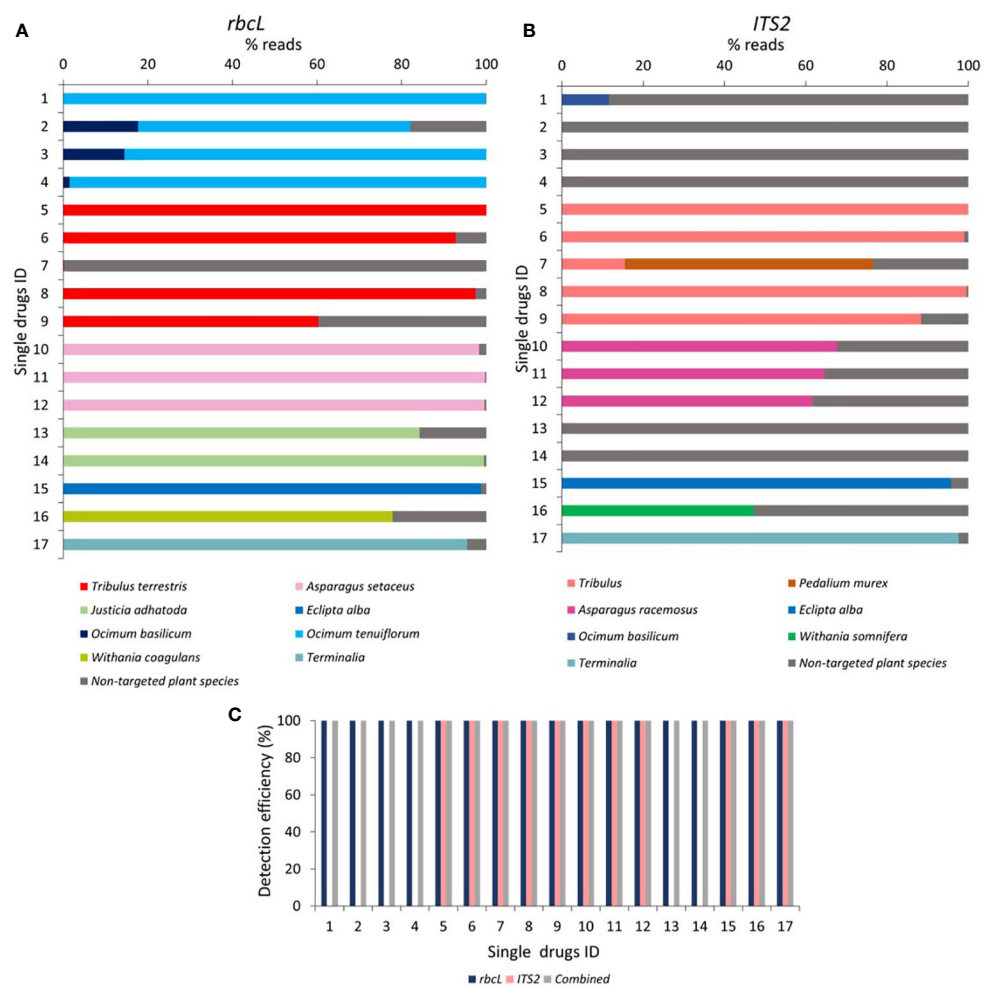 A
rbcL
% reads
0 20 40 60 80 100
Single drugs ID
1
2
3
4
5
6
7
8
9
10
11
12
13
14
15
16
17
Tribulus terrestris
Asparagus setaceus
Justicia adhatoda
Eclipta alba
Ocimum basilicum
Ocimum tenuiflorum
Withania coagulans
Terminalia
Non-targeted plant species
B
ITS2
% reads
0 20 40 60 80 100
Single drugs ID
1
2
3
4
5
6
7
8
9
10
11
12
13
14
15
16
17
Tribulus
Pedalium murex
Asparagus racemosus
Eclipta alba
Ocimum basilicum
Withania somnifera
Terminalia
Non-targeted plant species
C
Detection efficiency (%)
100
80
60
40
20
0
1 2 3 4 5 6 7 8 9 10 11 12 13 14 15 16 17
Single drugs ID
rbcL ITS2 Combined